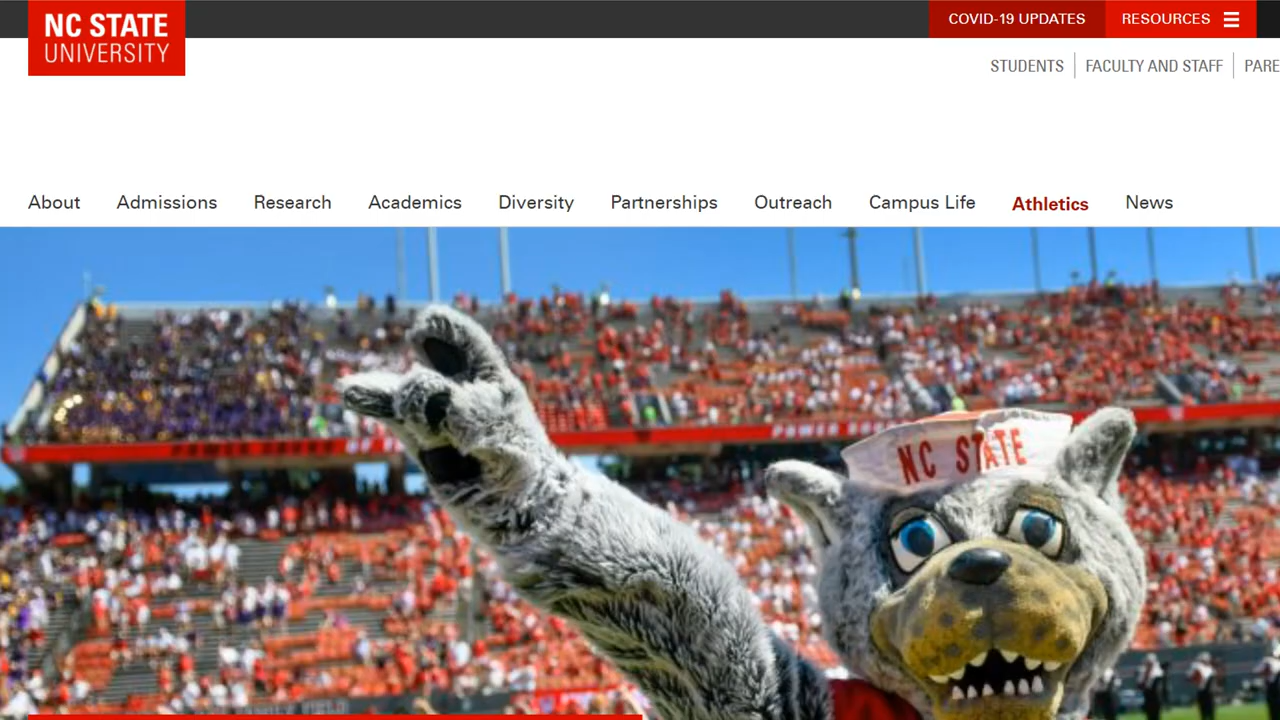 NC STATE
UNIVERSITY
COVID-19 UPDATES
RESOURCES
STUDENTS
FACULTY AND STAFF
PARE
About
Admissions
Research
Academics
Diversity
Partnerships
Outreach
Campus Life
Athletics
News
NC STATE